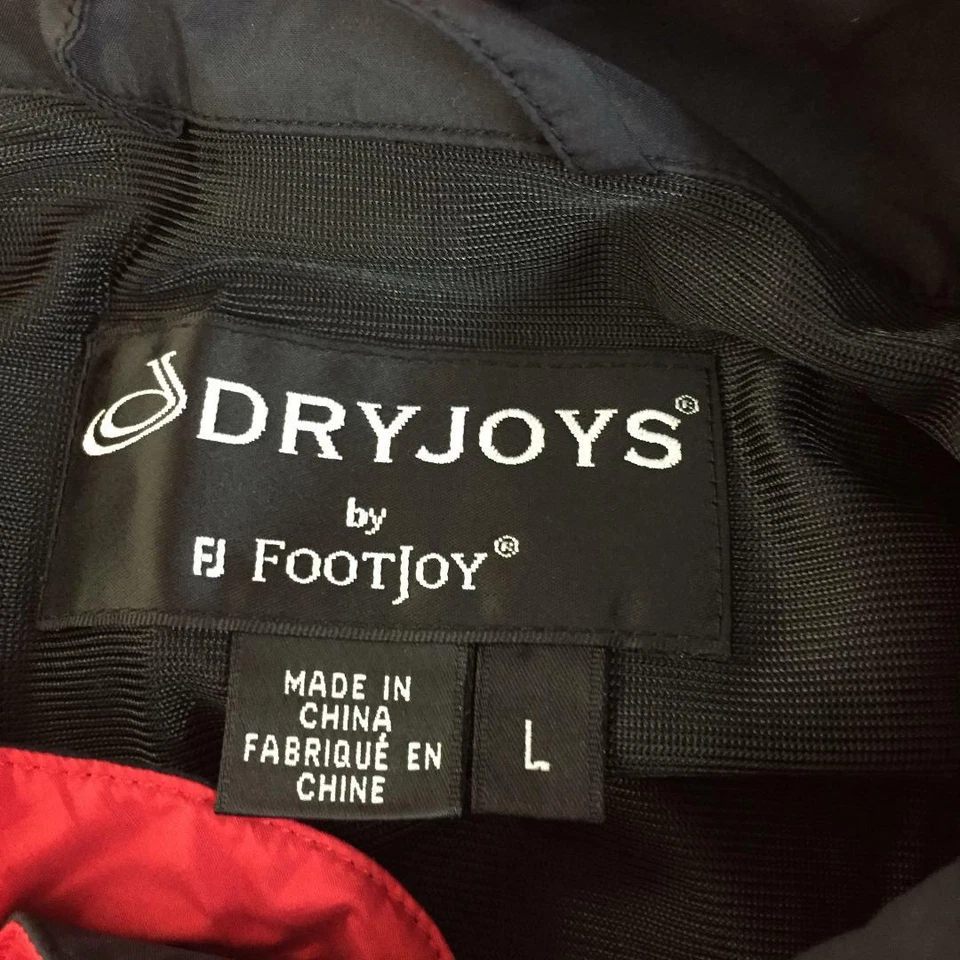 DRYJOYS®
by
FJ FOOTJOY®
MADE IN
CHINA
FABRIQUÉ EN
CHINE
L